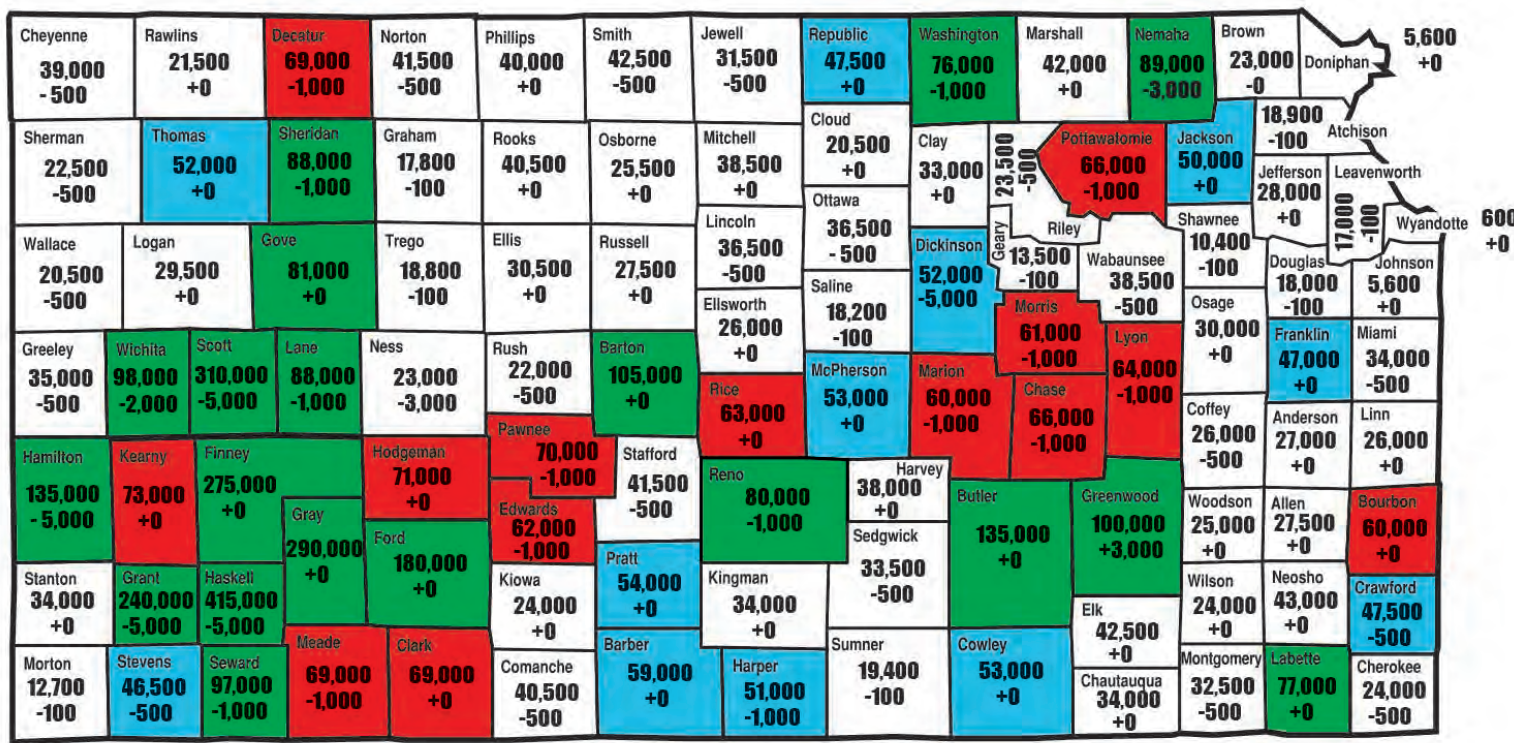 Cheyenne
39,000
- 500
Rawlins
21,500
+0
Decatur
69,000
-1,000
Norton
41,500
-500
Phillips
40,000
+0
Smith
42,500
-500
Jewell
31,500
-500
Republic
47,500
+0
Washington
76,000
-1,000
Marshall
42,000
+0
Nemaha
89,000
-3,000
Brown
23,000
-0
Doniphan
5,600
+0
Sherman
22,500
-500
Thomas
52,000
+0
Sheridan
88,000
-1,000
Graham
17,800
-100
Rooks
40,500
+0
Osborne
25,500
+0
Mitchell
38,500
+0
Cloud
20,500
+0
Clay
33,000
+0
23,500
-500
Riley
Pottawatomie
66,000
-1,000
Jackson
50,000
+0
18,900
-100
Atchison
Jefferson
28,000
+0
Leavenworth
17,000
-100
Wyandotte
600
+0
Wallace
20,500
-500
Logan
29,500
+0
Gove
81,000
+0
Trego
18,800
-100
Ellis
30,500
+0
Russell
27,500
+0
Lincoln
36,500
-500
Ottawa
36,500
- 500
Dickinson
52,000
-5,000
Geary
13,500
-100
Wabaunsee
38,500
-500
Shawnee
10,400
-100
Douglas
18,000
-100
Johnson
5,600
+0
Ellsworth
26,000
+0
Saline
18,200
-100
Morris
61,000
-1,000
Osage
30,000
+0
Franklin
47,000
+0
Miami
34,000
-500
Greeley
35,000
-500
Wichita
98,000
-2,000
Scott
310,000
-5,000
Lane
88,000
-1,000
Ness
23,000
-3,000
Rush
22,000
-500
Barton
105,000
+0
Rice
63,000
+0
McPherson
53,000
+0
Marion
60,000
-1,000
Chase
66,000
-1,000
Lyon
64,000
-1,000
Coffey
26,000
-500
Anderson
27,000
+0
Linn
26,000
+0
Hamilton
135,000
- 5,000
Kearny
73,000
+0
Finney
275,000
+0
Hodgeman
71,000
+0
Pawnee
70,000
-1,000
Stafford
41,500
-500
Reno
80,000
-1,000
Harvey
38,000
+0
Butler
135,000
+0
Greenwood
100,000
+3,000
Woodson
25,000
+0
Allen
27,500
+0
Bourbon
60,000
+0
Gray
290,000
+0
Ford
180,000
+0
Edwards
62,000
-1,000
Pratt
54,000
+0
Sedgwick
33,500
-500
Stanton
34,000
+0
Grant
240,000
-5,000
Haskell
415,000
-5,000
Kiowa
24,000
+0
Kingman
34,000
+0
Elk
42,500
+0
Wilson
24,000
+0
Neosho
43,000
+0
Crawford
47,500
-500
Morton
12,700
-100
Stevens
46,500
-500
Seward
97,000
-1,000
Meade
69,000
-1,000
Clark
69,000
+0
Comanche
40,500
-500
Barber
59,000
+0
Harper
51,000
-1,000
Sumner
19,400
-100
Cowley
53,000
+0
Chautauqua
34,000
+0
Montgomery
32,500
-500
Labette
77,000
+0
Cherokee
24,000
-500